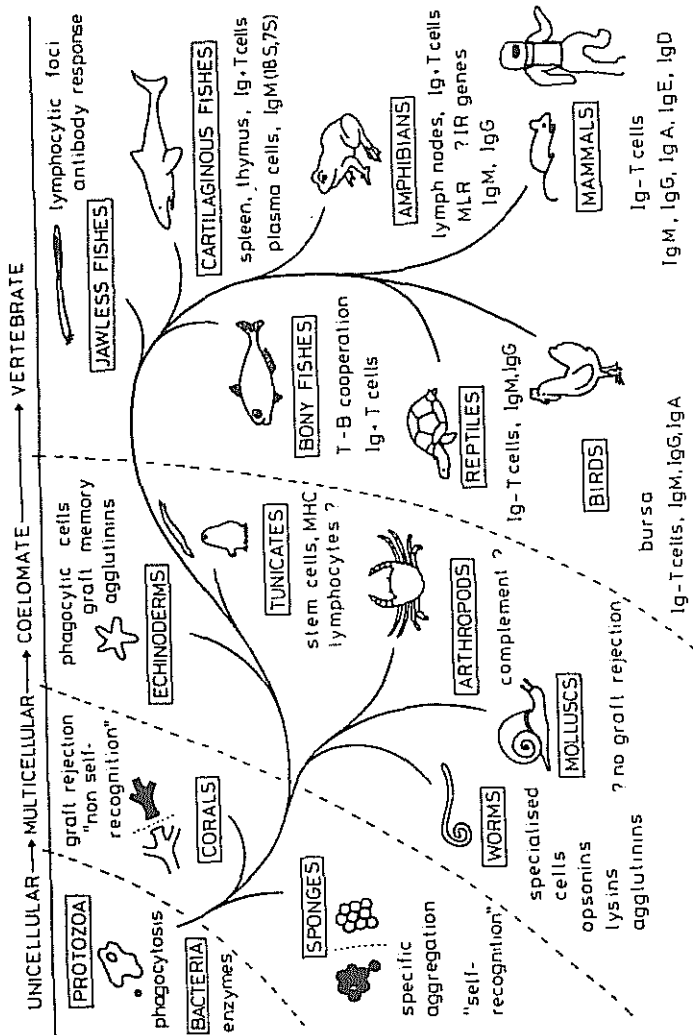 UNICELLULAR → MULTICELLULAR → COELOMATE → VERTEBRATE
PROTOZOA
phagocytosis
BACTERIA
enzymes
SPONGES
specific
aggregation
"self-
recognition"
graft rejection
"non self-
recognition"
CORALS
WORMS
specialised
cells
opsonins
lysins
agglutinins
MOLLUSCS
? no graft rejection
ARTHROPODS
complement ?
phagocytic cells
graft memory
agglutinins
ECHINODERMS
TUNICATES
stem cells, MHC
lymphocytes ?
lymphocytic foci
antibody response
JAWLESS FISHES
CARTILAGINOUS FISHES
spleen, thymus, Ig+Tcells
plasma cells, IgM(18S,7S)
BONY FISHES
T-B cooperation
Ig+ T cells
AMPHIBIANS
lymph nodes, Ig+Tcells
MLR ? IR genes
IgM, IgG
REPTILES
Ig-Tcells, IgM,IgG
BIRDS
bursa
Ig-Tcells, IgM,IgG,IgA
MAMMALS
Ig-T cells
IgM, IgG, IgA, IgE, IgD